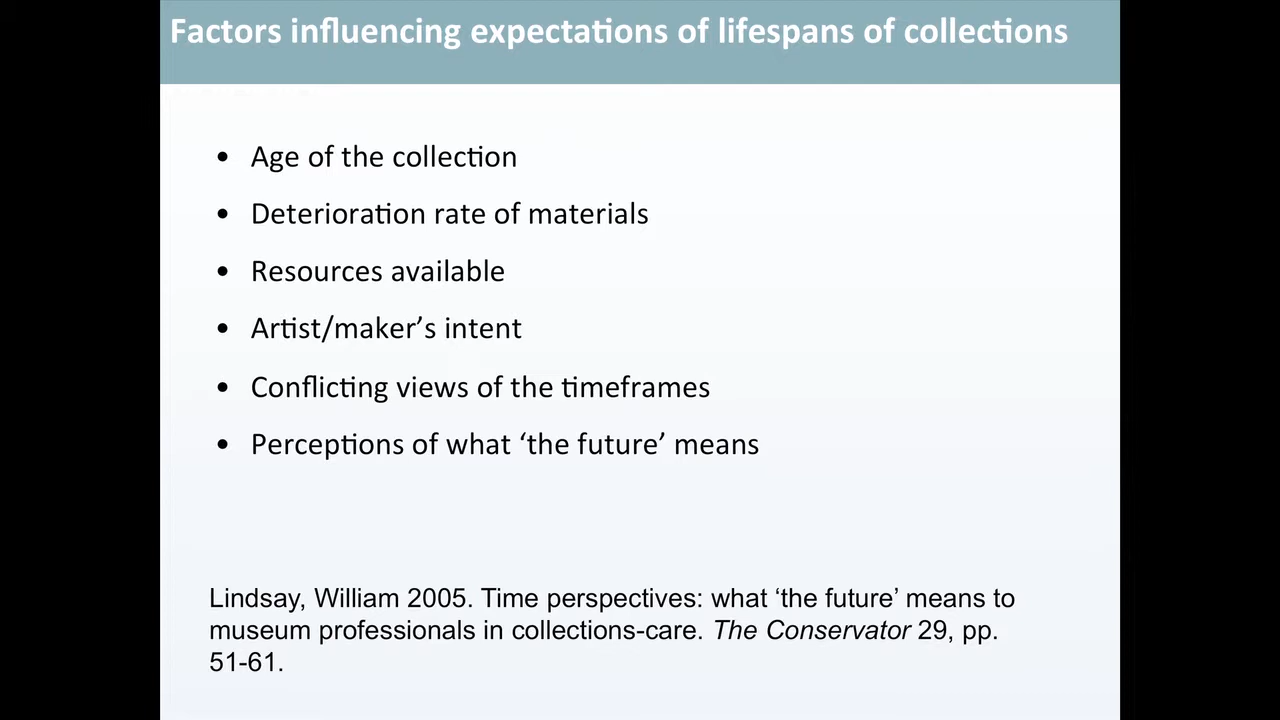 Factors influencing expectations of lifespans of collections
• Age of the collection
• Deterioration rate of materials
• Resources available
• Artist/maker’s intent
• Conflicting views of the timeframes
• Perceptions of what ‘the future’ means
Lindsay, William 2005. Time perspectives: what ‘the future’ means to
museum professionals in collections-care. The Conservator 29, pp.
51-61.